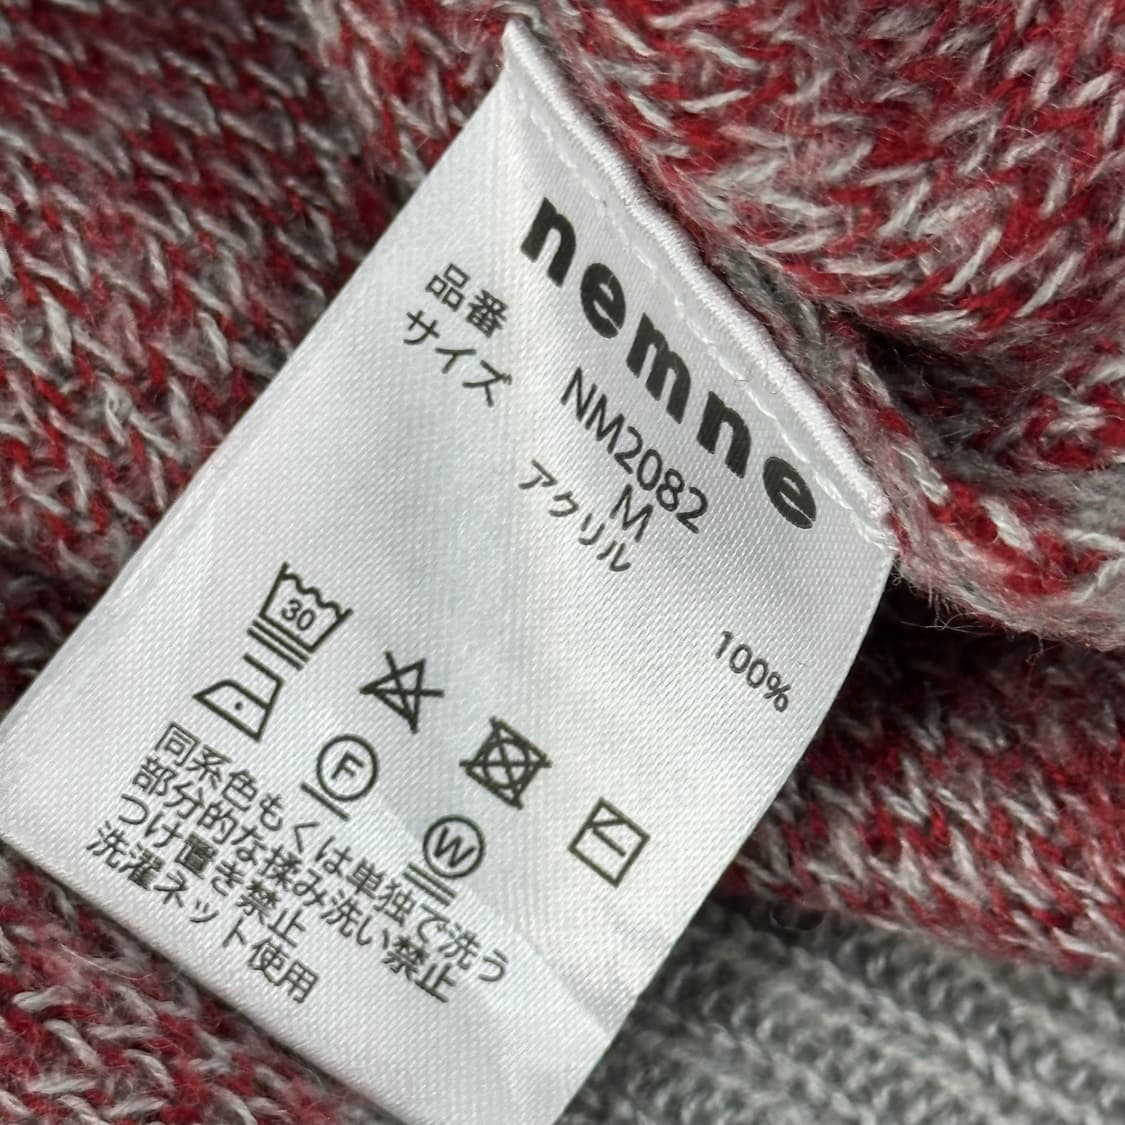 nemne
品番 NM2082
サイズ M
アクリル 100%
30
F
W
同系色もくは単独で洗う
部分的な揉み洗い禁止
つけ置き禁止
洗濯ネット使用